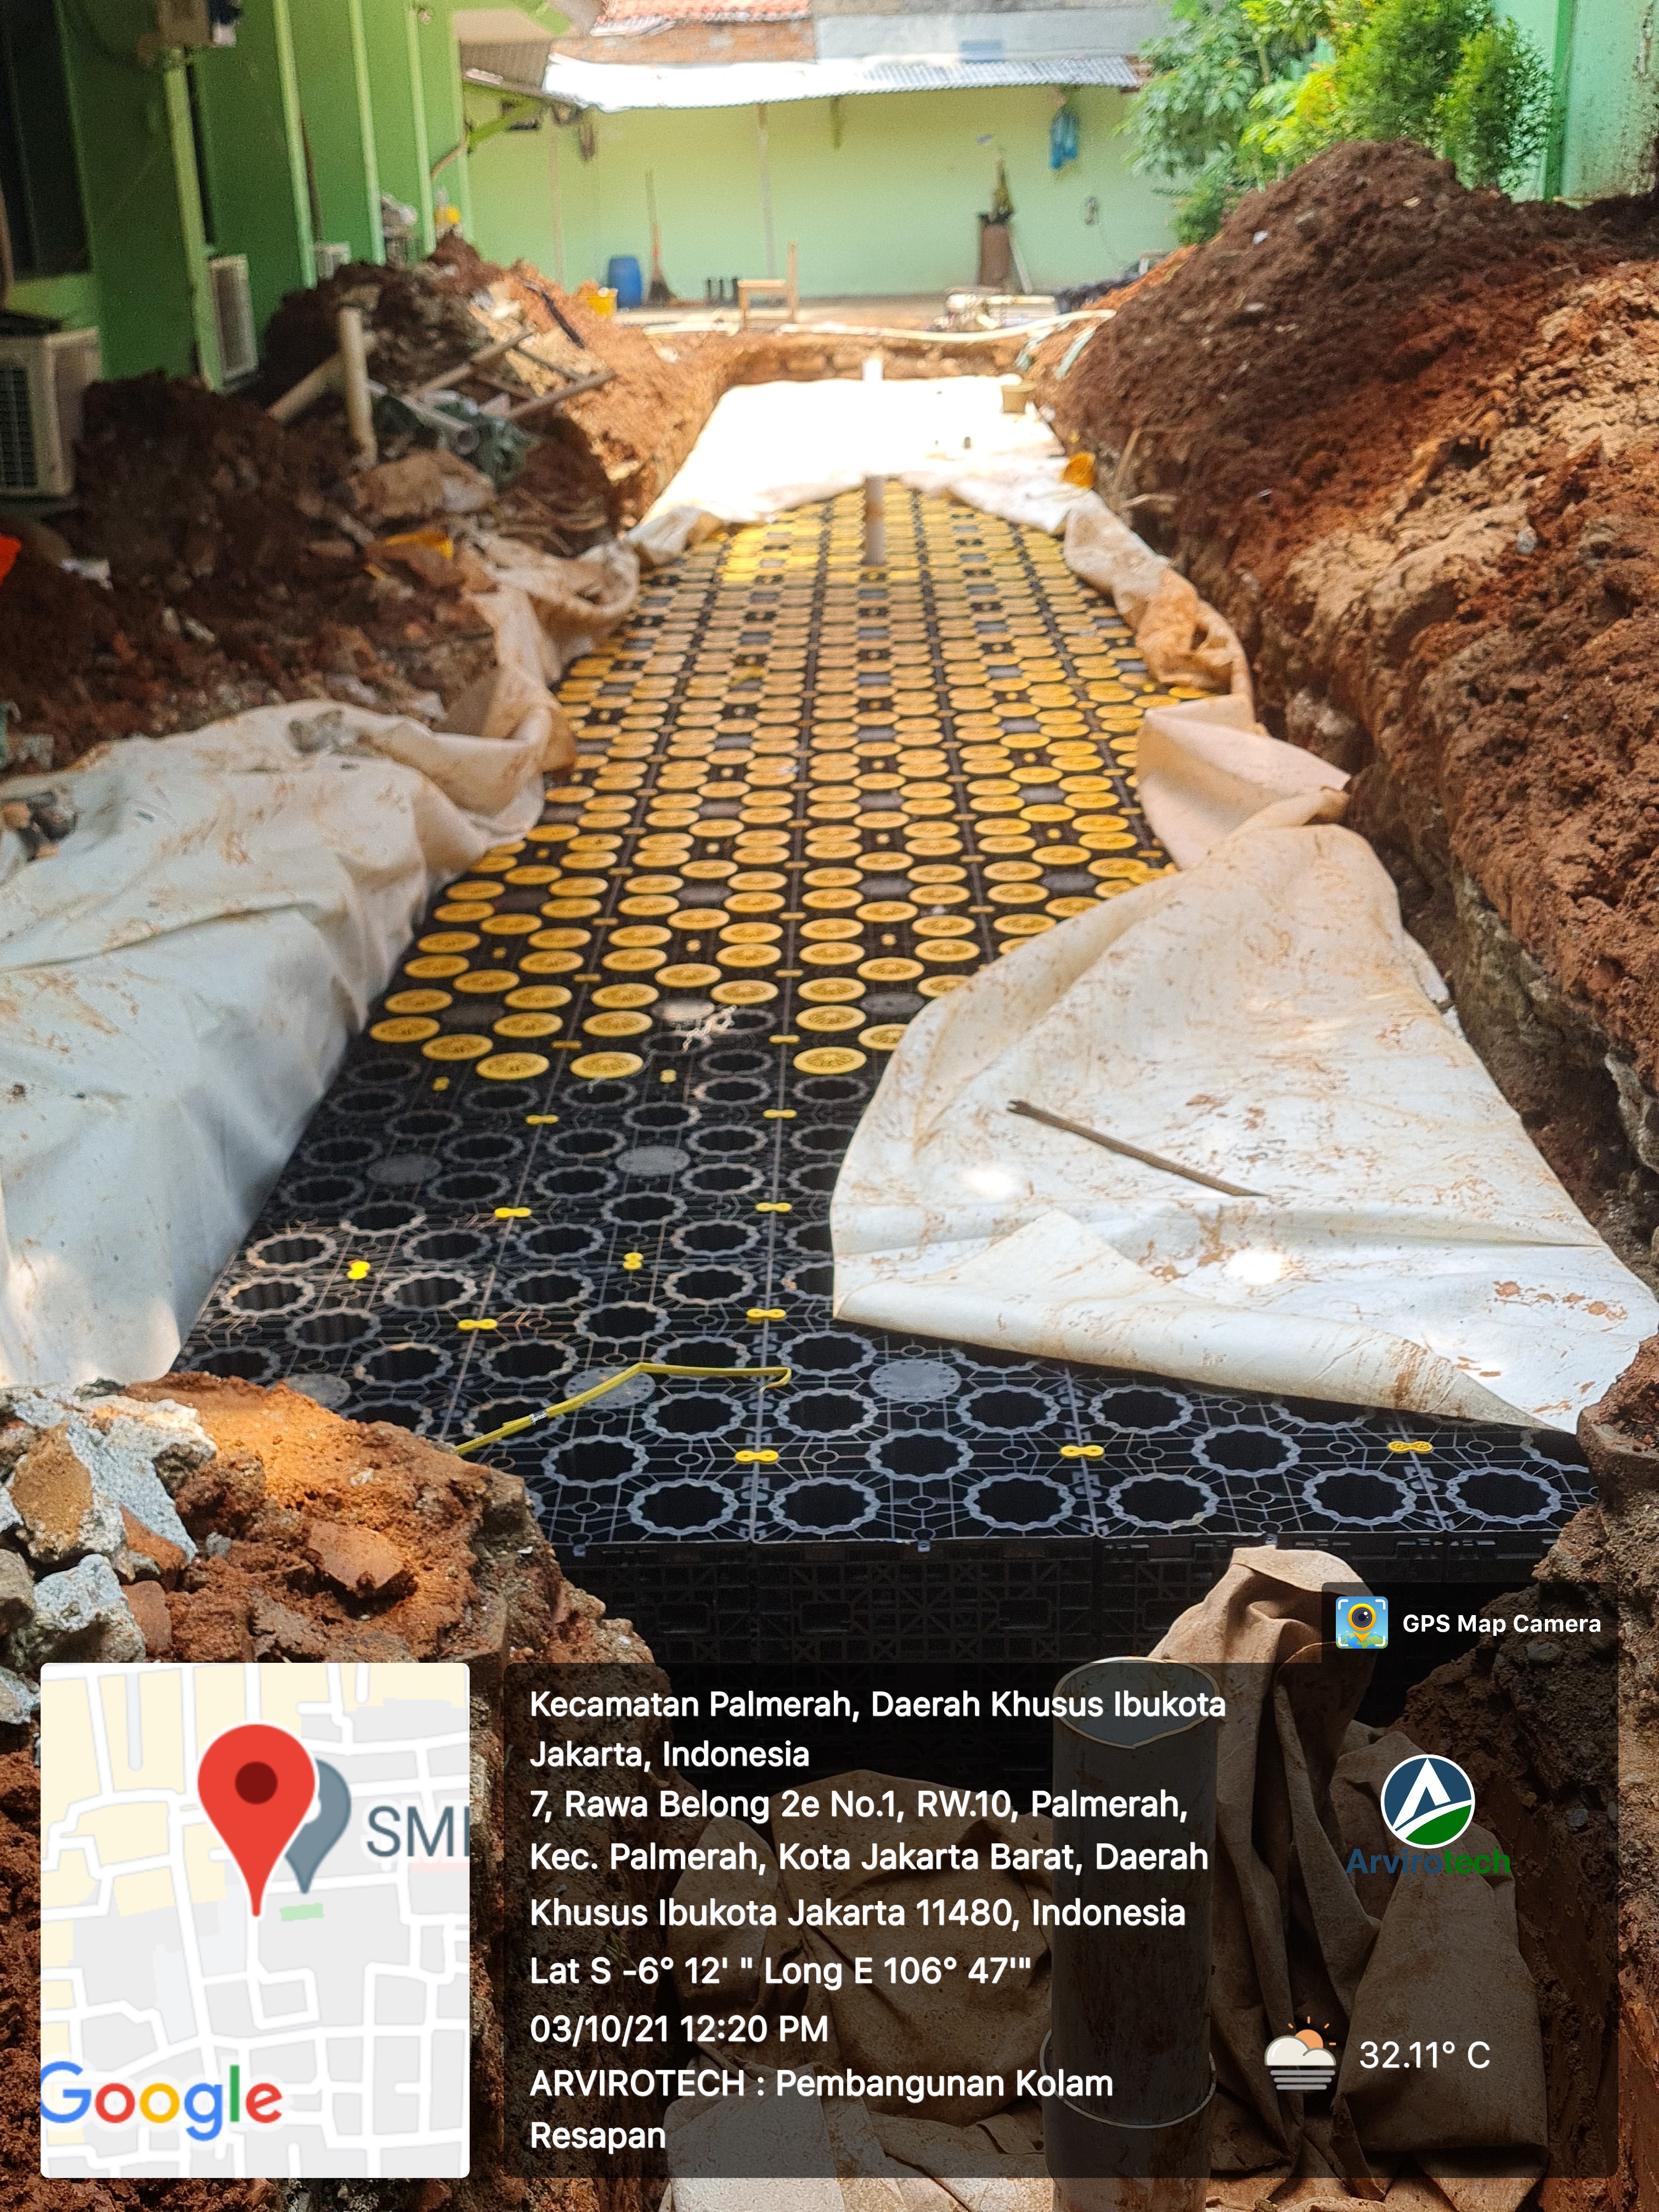 GPS Map Camera
Kecamatan Palmerah, Daerah Khusus Ibukota
Jakarta, Indonesia
7, Rawa Belong 2e No.1, RW.10, Palmerah,
Kec. Palmerah, Kota Jakarta Barat, Daerah
Khusus Ibukota Jakarta 11480, Indonesia
Lat S -6° 12' " Long E 106° 47'"
03/10/21 12:20 PM
ARVIROTECH : Pembangunan Kolam
Resapan
Arvirotech
32.11° C
SMI
Google